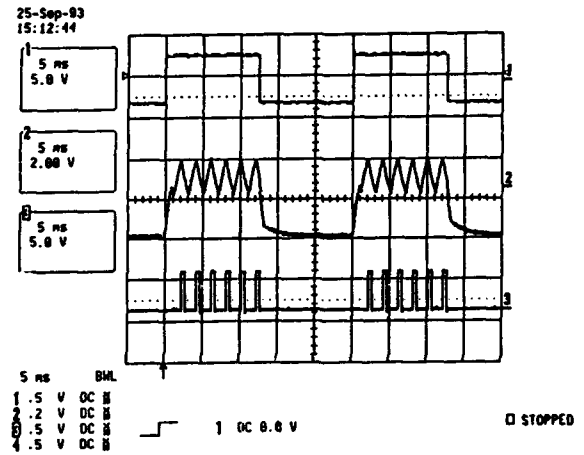 25-Sep-93
15:12:44
1
5 ms
5.0 V
2
5 ms
2.00 V
3
5 ms
5.0 V
1
2
3
5 ms BWL
1 .5 V DC
2 .2 V DC
3 .5 V DC
4 .5 V DC
1 DC 0.0 V
STOPPED